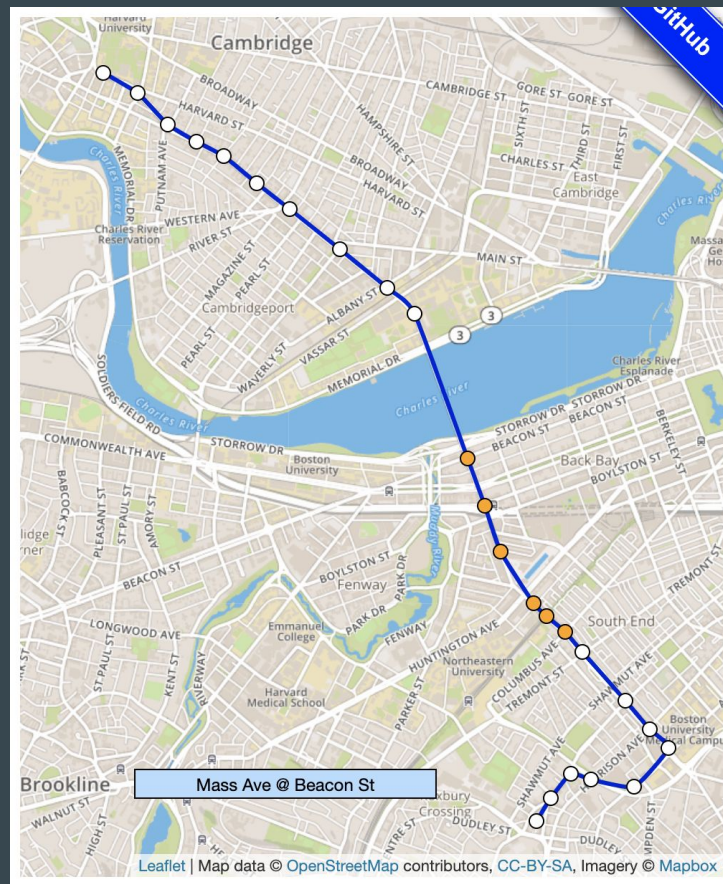 GitHub
Harvard
University
Cambridge
BROADWAY
HARVARD ST
CAMBRIDGE ST
GORE ST
GORE ST
HAMPSHIRE ST
SIXTH ST
THIRD ST
FIRST ST
CHARLES ST
East
Cambridge
Charles River
MEMORIAL DR
PUTNAM AVE
BROADWAY
HARVARD ST
Charles River
WESTERN AVE
RIVER ST
Charles River
Reservation
MAGAZINE ST
PEARL ST
MAIN ST
Cambridgeport
ALBANY ST
3
3
VASSAR ST
PEARL ST
WAVERLY ST
MEMORIAL DR
SOLDIERS FIELD RD
Charles River
Charles River
Esplanade
Charles River
STORROW DR
STORROW DR
BEACON ST
BEACON ST
BERKELEY ST
COMMONWEALTH AVE
STORROW DR
Boston
University
Back Bay
BOYLSTON ST
BABCOCK ST
PLEASANT ST
ST.PAUL ST
AMORY ST
Muddy River
BEACON ST
BOYLSTON ST
Fenway
PARK DR
TREMONT ST
LONGWOOD AVE
Emmanuel
College
PARK DR
FENWAY
HUNTINGTON AVE
South End
ST.PAUL ST
KENT ST
RIVERWAY
Northeastern
University
COLUMBUS AVE
TREMONT ST
SHAWMUT AVE
Harvard
Medical School
PARKER ST
Boston
University
Medical Campu
HARRISON AVE
SHAWMUT AVE
Brookline
Mass Ave @ Beacon St
xbury
Crossing
WALNUT ST
HIGH ST
NTRE ST
DUDLEY ST
DUDLEY
MPDEN ST
Leaflet | Map data © OpenStreetMap contributors, CC-BY-SA, Imagery © Mapbox